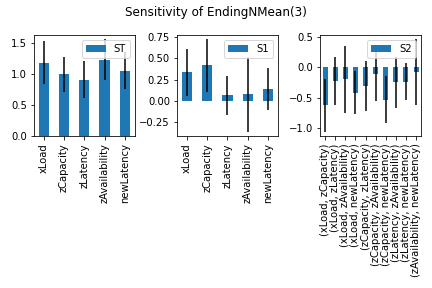 Sensitivity of EndingNMean(3)
ST
1.5
1.0
0.5
0.0
xLoad
zCapacity
zLatency
zAvailability
newLatency
S1
0.75
0.50
0.25
0.00
−0.25
xLoad
zCapacity
zLatency
zAvailability
newLatency
S2
0.5
0.0
−0.5
−1.0
(xLoad, zCapacity)
(xLoad, zLatency)
(xLoad, zAvailability)
(xLoad, newLatency)
(zCapacity, zLatency)
(zCapacity, zAvailability)
(zCapacity, newLatency)
(zLatency, zAvailability)
(zLatency, newLatency)
(zAvailability, newLatency)